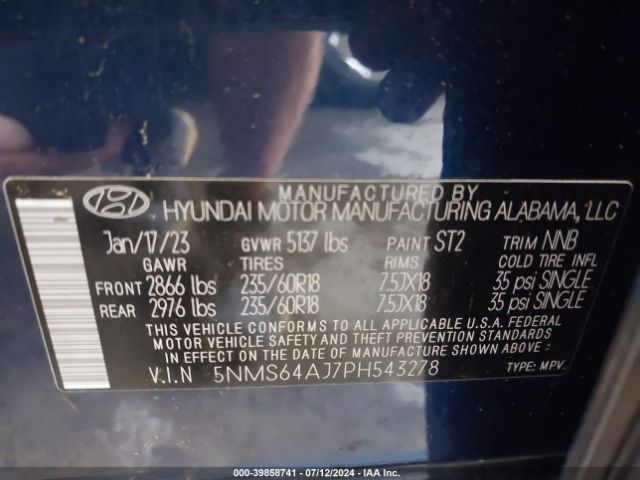 MANUFACTURED BY
HYUNDAI MOTOR MANUFACTURING ALABAMA, LLC
Jan/17/23 GVWR 5137 lbs PAINT ST2 TRIM NNB
GAWR TIRES RIMS COLD TIRE INFL
FRONT 2866 lbs 235/60R18 7.5JX18 35 psi SINGLE
REAR 2976 lbs 235/60R18 7.5JX18 35 psi SINGLE
THIS VEHICLE CONFORMS TO ALL APPLICABLE U.S.A. FEDERAL
MOTOR VEHICLE SAFETY AND THEFT PREVENTION STANDARDS
IN EFFECT ON THE DATE OF MANUFACTURE SHOWN ABOVE.
V.I.N 5NMS64AJ7PH543278 TYPE: MPV.
000-39858741 - 07/12/2024 - IAA Inc.